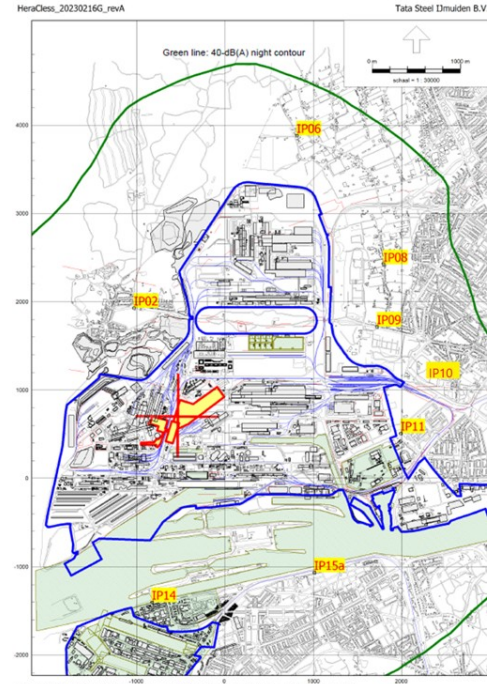 HeraCless_20230216G_revA Tata Steel IJmuiden B.V.
Green line: 40-dB(A) night contour
0 m 1000 m
schaal = 1 : 30000
4000
IP06
3000
IP08
IP02
2000
IP09
IP10
1000
IP11
0
-1000
IP15a
IP14
-2000
-1000 0 1000 2000